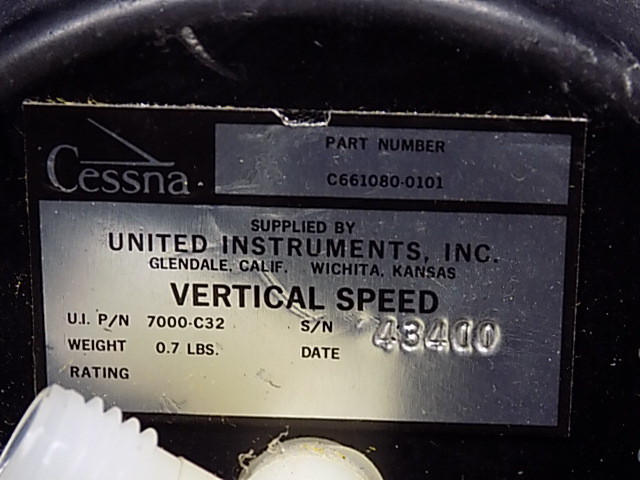 Cessna
PART NUMBER
C661080-0101
SUPPLIED BY
UNITED INSTRUMENTS, INC.
GLENDALE, CALIF. WICHITA, KANSAS
VERTICAL SPEED
U.I. P/N 7000-C32 S/N 43400
WEIGHT 0.7 LBS. DATE
RATING